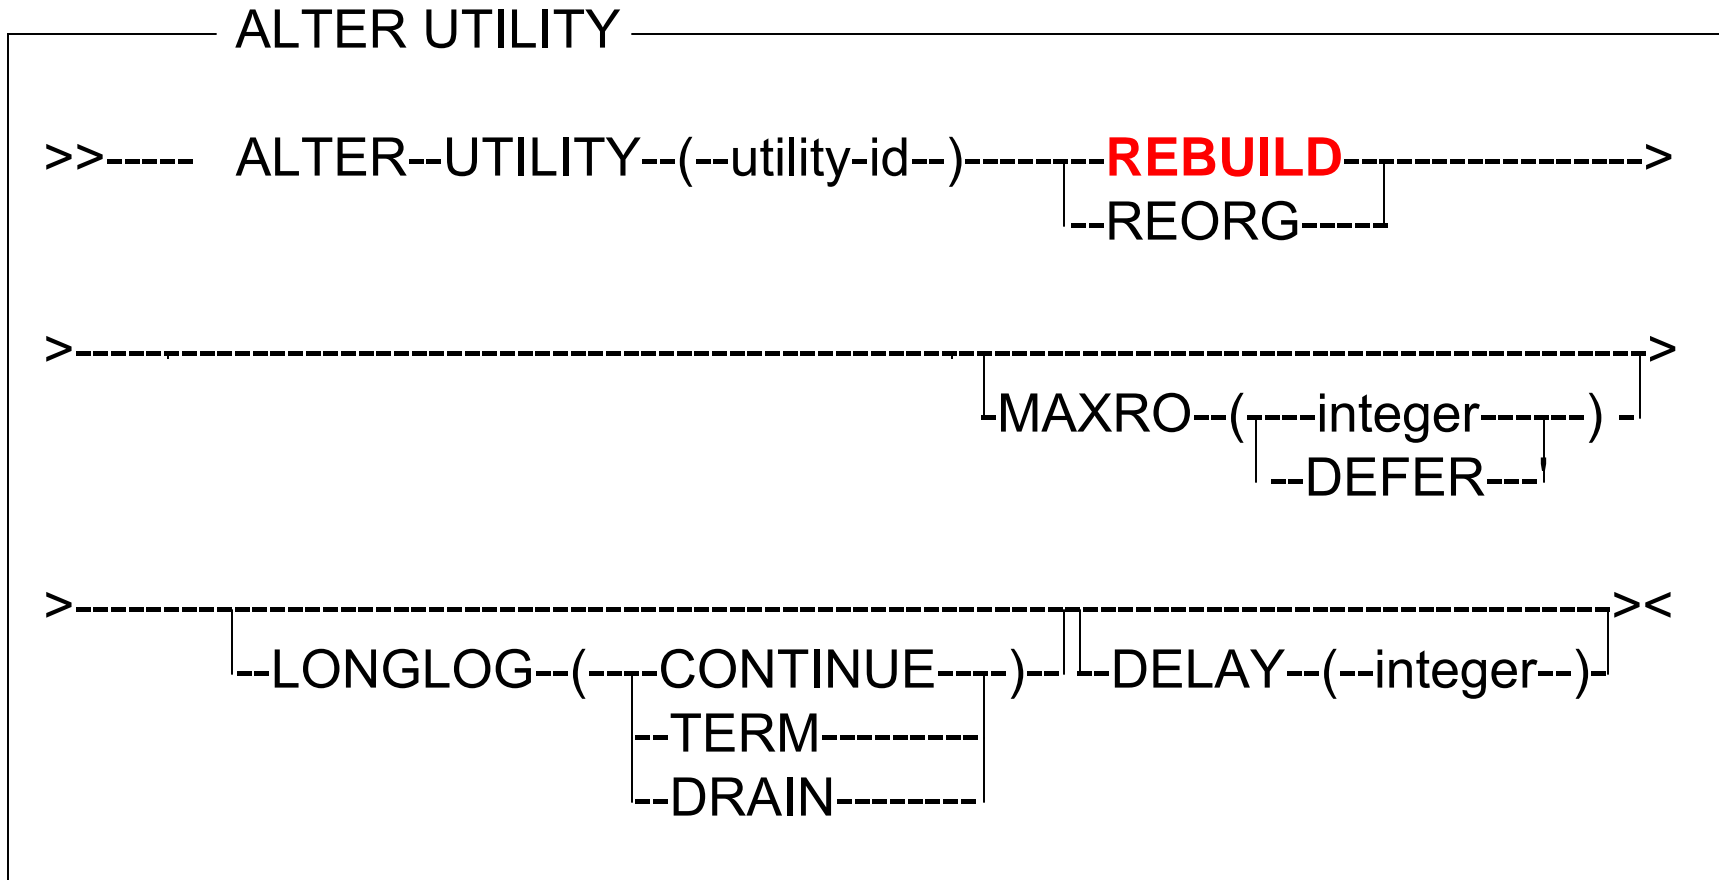 ALTER UTILITY
>>----- ALTER--UTILITY--(--utility-id--)--------REBUILD----------------->
--REORG-----
>------------------------------------------------------------------------------------------>
-MAXRO--(----integer------) -
--DEFER---
>----------------------------------------------------------------------------------------><
--LONGLOG--(----CONTINUE----)-- --DELAY--(--integer--)-
--TERM---------
--DRAIN--------